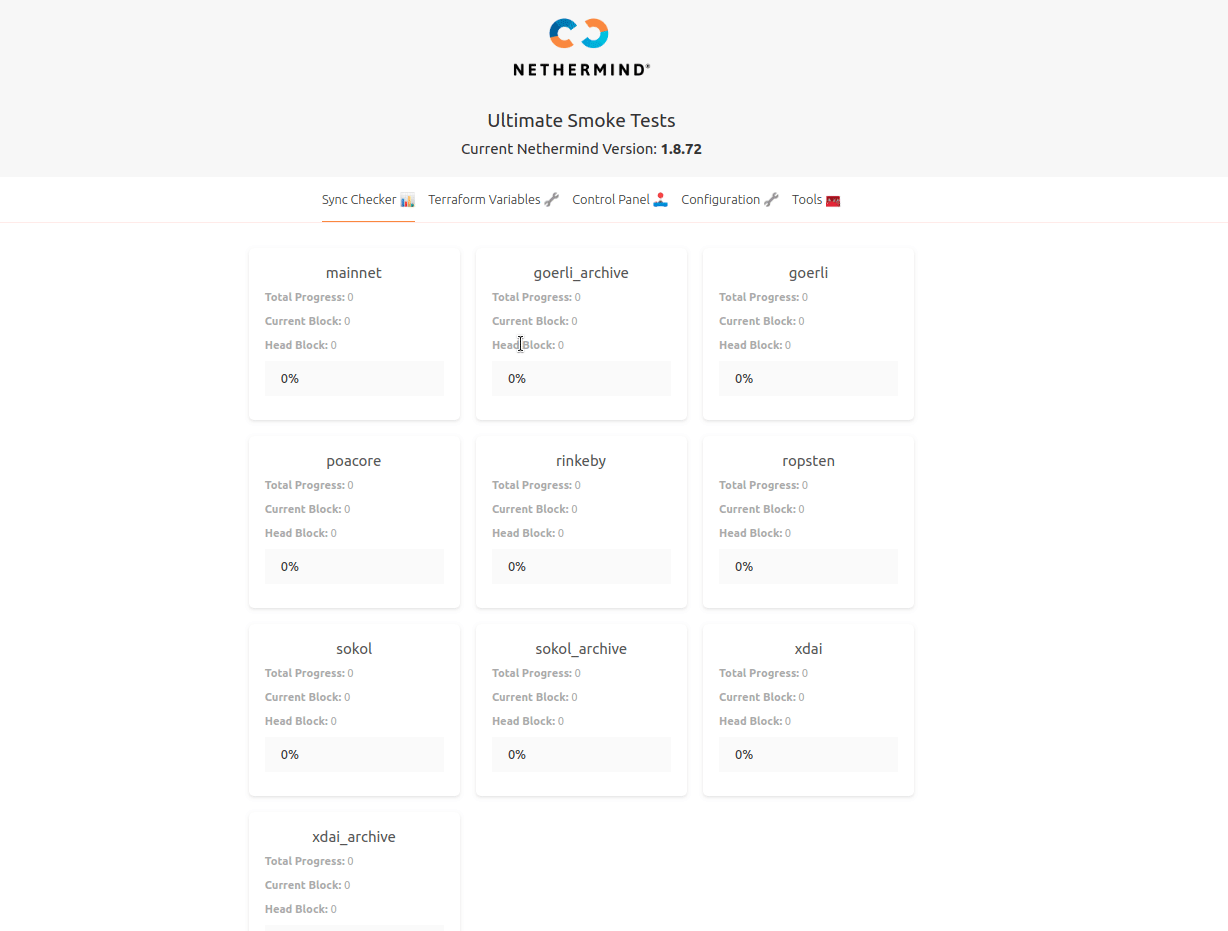 NETHERMIND®
Ultimate Smoke Tests
Current Nethermind Version: 1.8.72
Sync Checker Terraform Variables Control Panel Configuration Tools
mainnet
Total Progress: 0
Current Block: 0
Head Block: 0
0%
goerli_archive
Total Progress: 0
Current Block: 0
Head Block: 0
0%
goerli
Total Progress: 0
Current Block: 0
Head Block: 0
0%
poacore
Total Progress: 0
Current Block: 0
Head Block: 0
0%
rinkeby
Total Progress: 0
Current Block: 0
Head Block: 0
0%
ropsten
Total Progress: 0
Current Block: 0
Head Block: 0
0%
sokol
Total Progress: 0
Current Block: 0
Head Block: 0
0%
sokol_archive
Total Progress: 0
Current Block: 0
Head Block: 0
0%
xdai
Total Progress: 0
Current Block: 0
Head Block: 0
0%
xdai_archive
Total Progress: 0
Current Block: 0
Head Block: 0